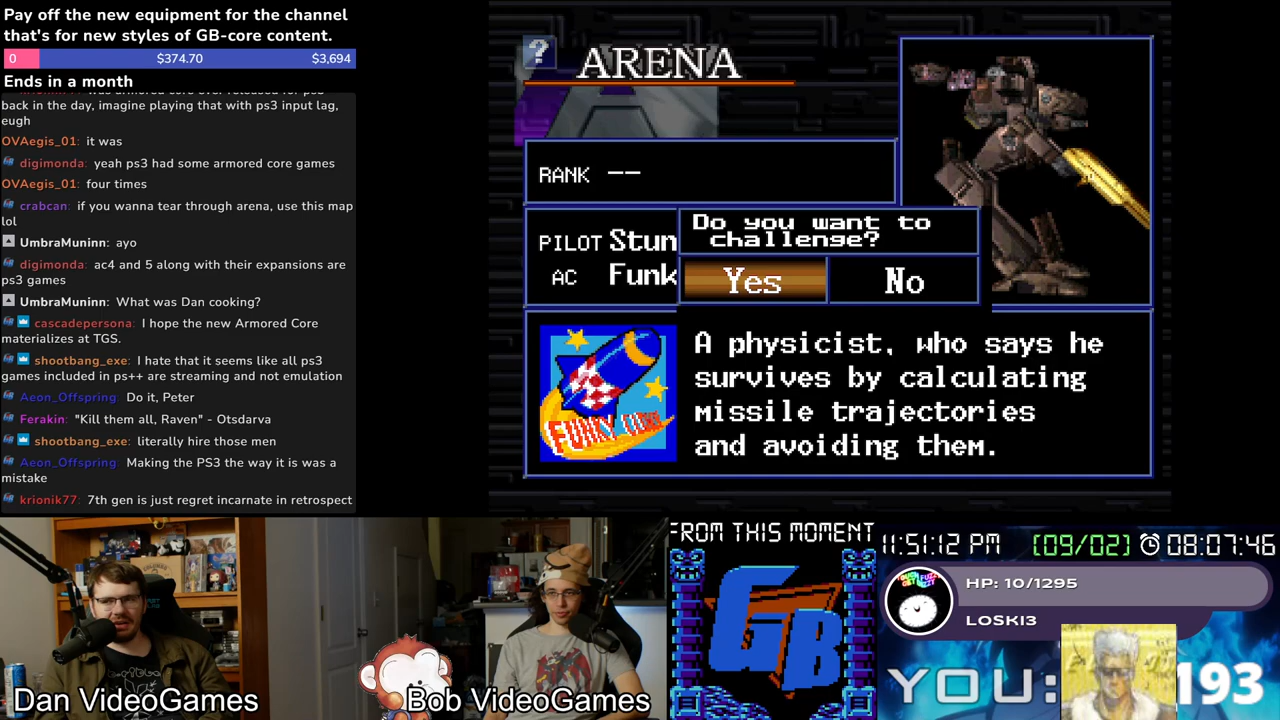 Pay off the new equipment for the channel
that's for new styles of GB-core content.
0 $374.70 $3,694
Ends in a month
back in the day, imagine playing that with ps3 input lag,
eugh
OVAegis_01: it was
digimonda: yeah ps3 had some armored core games
OVAegis_01: four times
crabcan: if you wanna tear through arena, use this map
lol
UmbraMuninn: ayo
digimonda: ac4 and 5 along with their expansions are
ps3 games
UmbraMuninn: What was Dan cooking?
cascadepersona: I hope the new Armored Core
materializes at TGS.
shootbang_exe: I hate that it seems like all ps3
games included in ps++ are streaming and not emulation
Aeon_Offspring: Do it, Peter
Ferakin: "Kill them all, Raven" - Otsdarva
shootbang_exe: literally hire those men
Aeon_Offspring: Making the PS3 the way it is was a
mistake
krionik77: 7th gen is just regret incarnate in retrospect
? ARENA
RANK --
PILOT Stun
AC Funk
Do you want to
challenge?
Yes No
A physicist, who says he
survives by calculating
missile trajectories
and avoiding them.
Dan VideoGames
Bob VideoGames
FROM THIS MOMENT
GB
11:51:12 PM [09/02] 08:07:46
HP: 10/1295
LOSKI3
YOU: 193